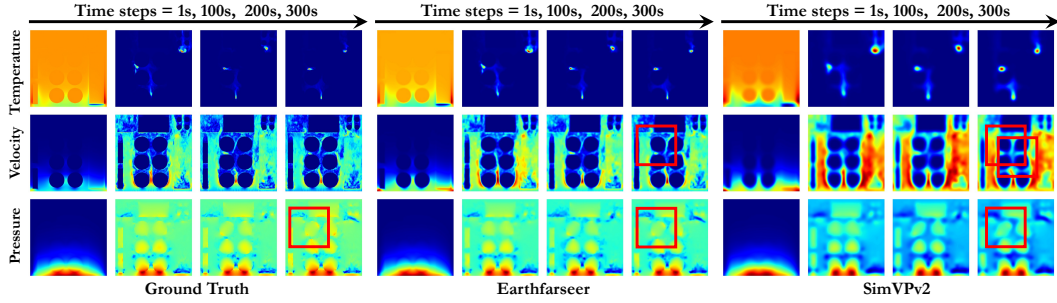 Time steps = 1s, 100s, 200s, 300s
Time steps = 1s, 100s, 200s, 300s
Time steps = 1s, 100s, 200s, 300s
Temperature
Velocity
Pressure
Ground Truth
Earthfarseer
SimVPv2